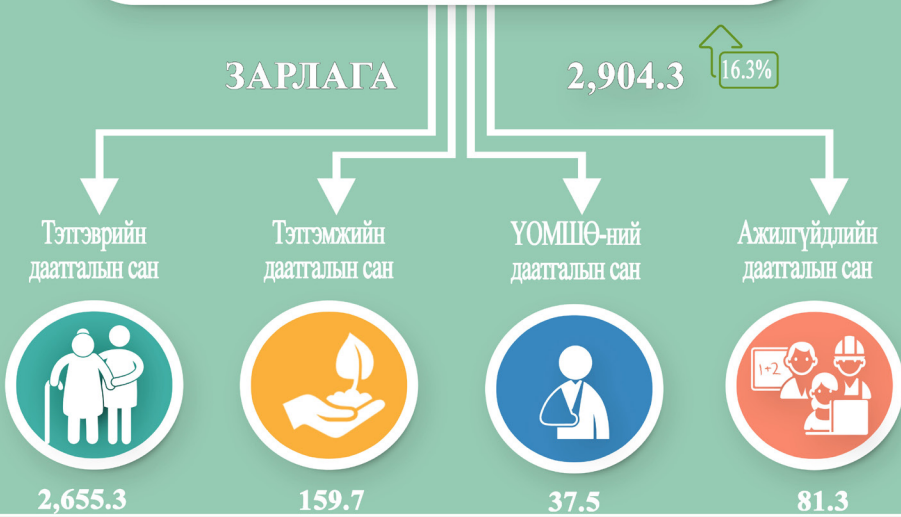 ЗАРЛАГА 2,904.3 16.3%
Тэтгэврийн
даатгалын сан
Тэтгэмжийн
даатгалын сан
ҮОМШӨ-ний
даатгалын сан
Ажилгүйдлийн
даатгалын сан
1+2
2,655.3 159.7 37.5 81.3